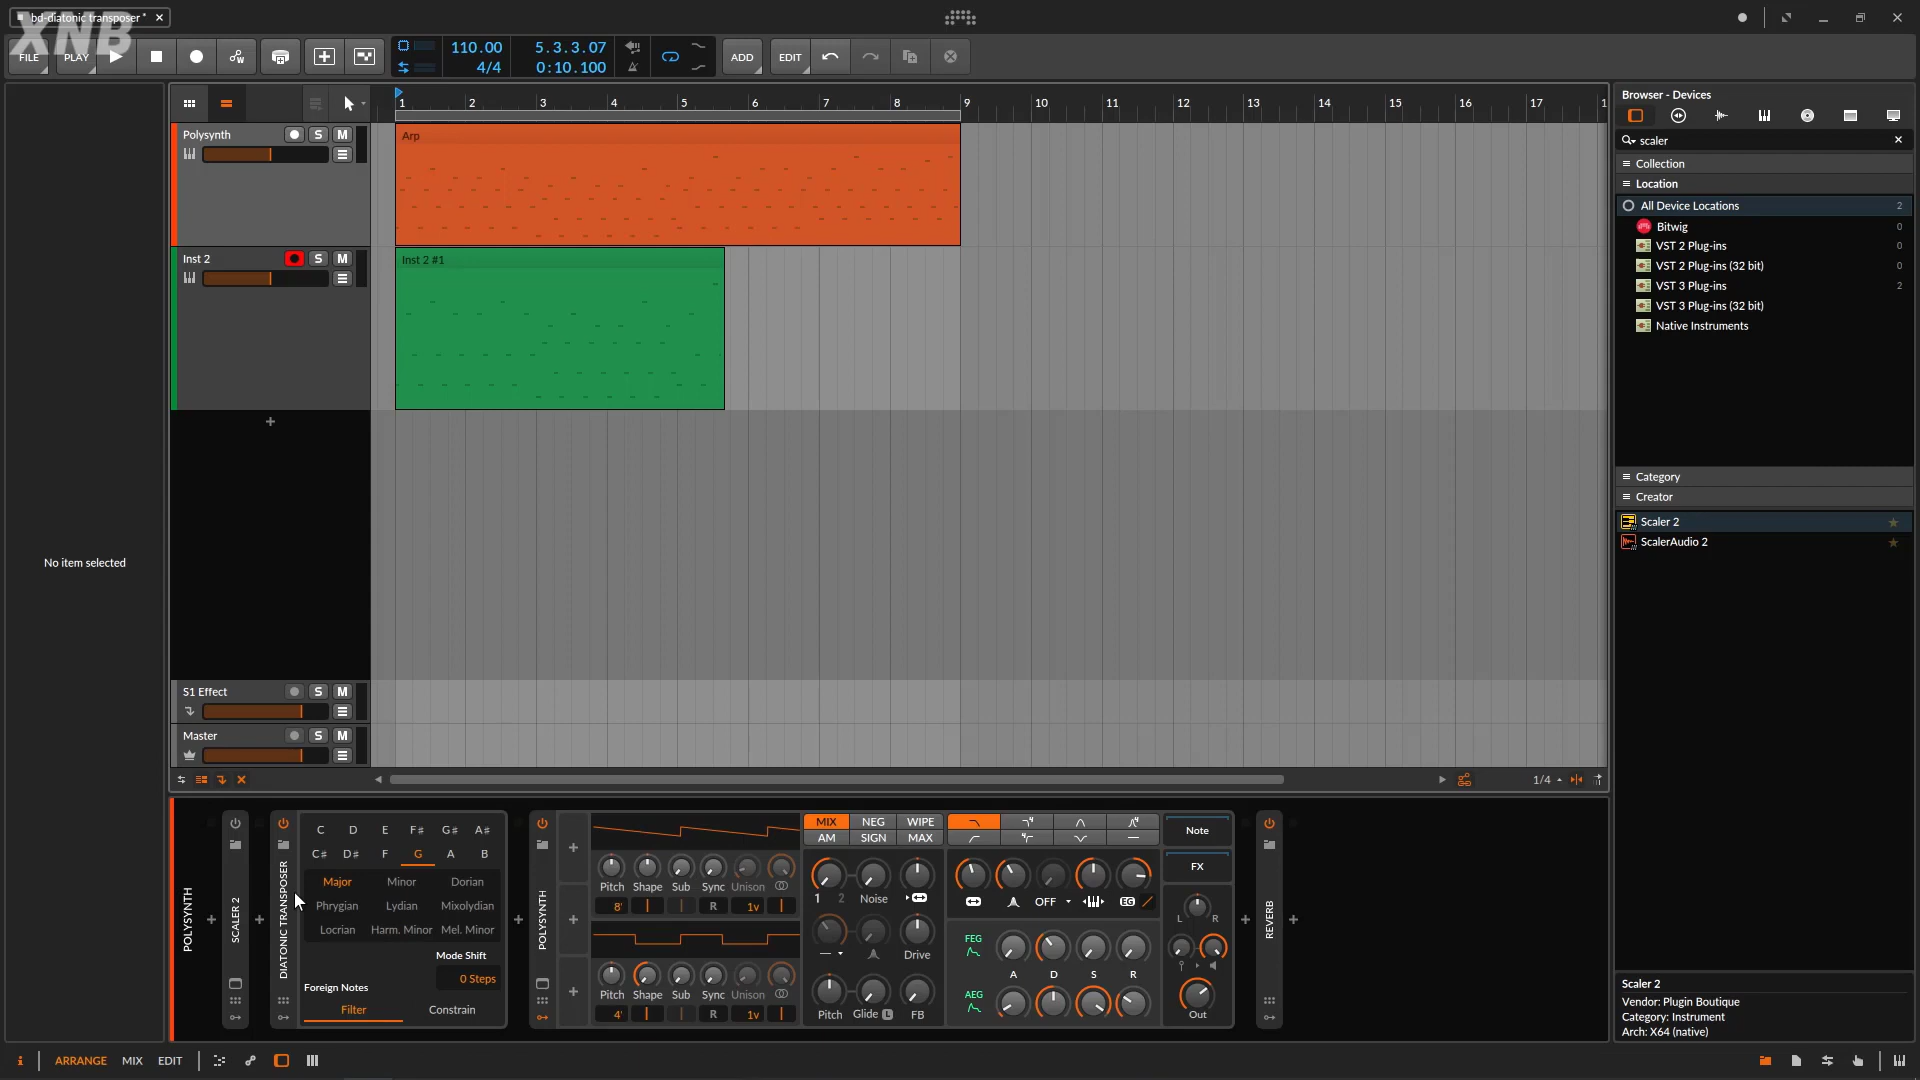 bd-diatonic transposer *
XNB
FILE
PLAY
110.00
4/4
5.3.3.07
0:10.100
ADD
EDIT
1 2 3 4 5 6 7 8 9 10 11 12 13 14 15 16 17 1
Polysynth
S M
Arp
Inst 2
S M
Inst 2 #1
S1 Effect
S M
Master
S M
1/4
No item selected
Browser - Devices
scaler
Collection
Location
All Device Locations 2
Bitwig 0
VST 2 Plug-ins 0
VST 2 Plug-ins (32 bit) 0
VST 3 Plug-ins 2
VST 3 Plug-ins (32 bit)
Native Instruments
Category
Creator
Scaler 2
ScalerAudio 2
Scaler 2
Vendor: Plugin Boutique
Category: Instrument
Arch: X64 (native)
POLYSYNTH
SCALER 2
DIATONIC TRANSPOSER
C D E F# G# A#
C# D# F G A B
Major Minor Dorian
Phrygian Lydian Mixolydian
Locrian Harm. Minor Mel. Minor
Mode Shift
0 Steps
Foreign Notes
Filter Constrain
POLYSYNTH
Pitch Shape Sub Sync Unison
8' R 1v
Pitch Shape Sub Sync Unison
4' R 1v
MIX NEG WIPE
AM SIGN MAX
1 2 Noise
Drive
Pitch Glide L FB
OFF EG
FEG
A D S R
AEG
Note
FX
L R
Out
REVERB
i ARRANGE MIX EDIT